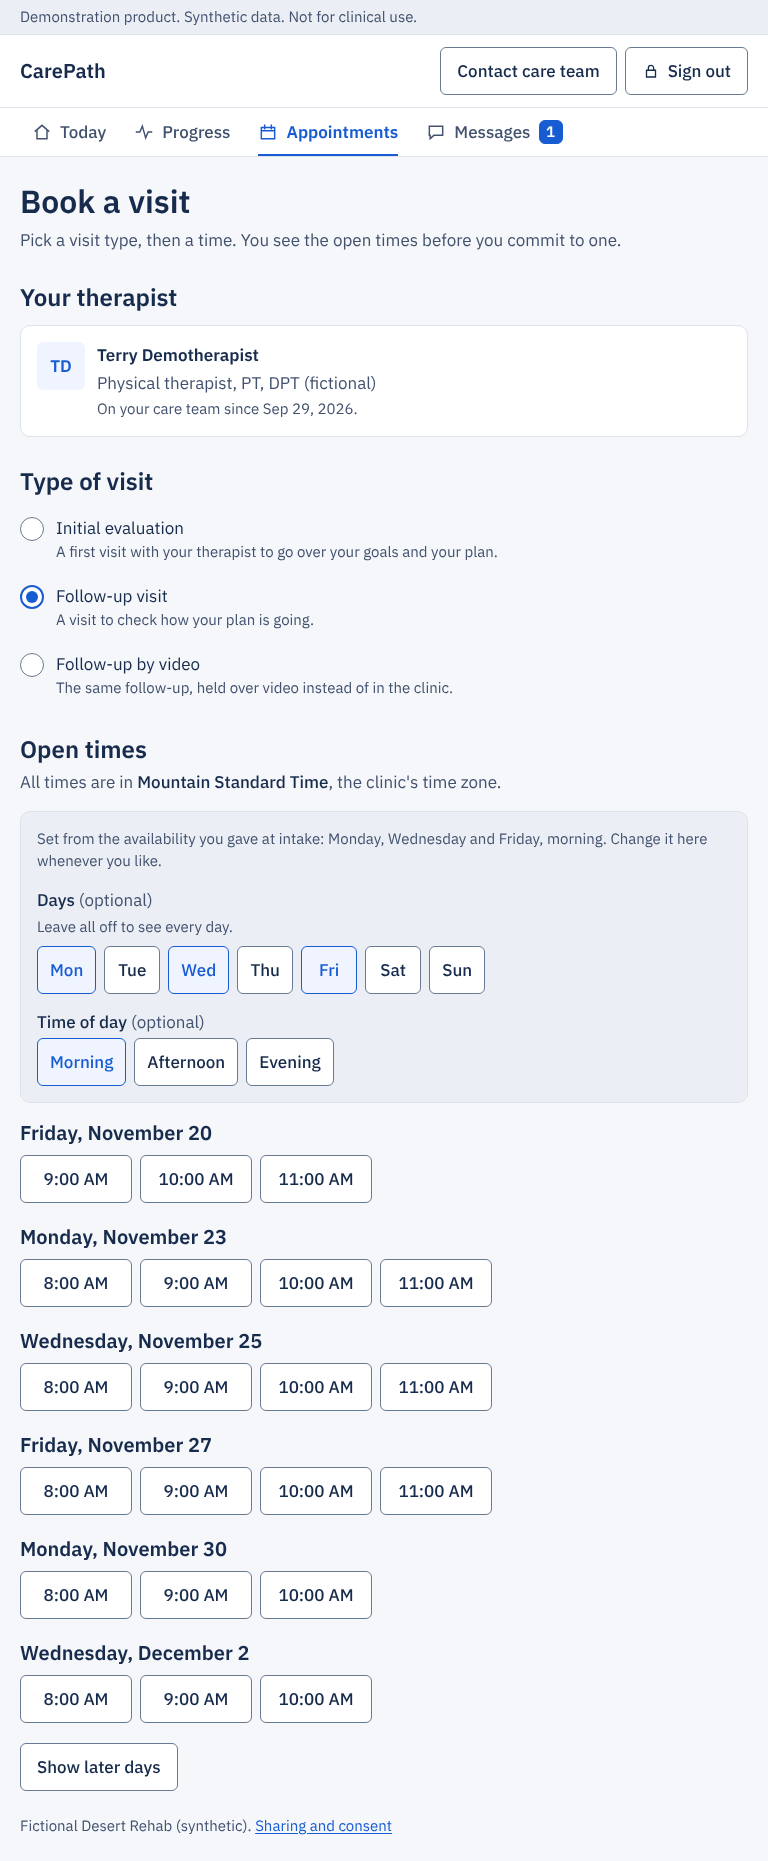 Demonstration product. Synthetic data. Not for clinical use.
CarePath
Contact care team
Sign out
Today
Progress
Appointments
Messages 1
Book a visit
Pick a visit type, then a time. You see the open times before you commit to one.
Your therapist
TD
Terry Demotherapist
Physical therapist, PT, DPT (fictional)
On your care team since Sep 29, 2026.
Type of visit
Initial evaluation
A first visit with your therapist to go over your goals and your plan.
Follow-up visit
A visit to check how your plan is going.
Follow-up by video
The same follow-up, held over video instead of in the clinic.
Open times
All times are in Mountain Standard Time, the clinic's time zone.
Set from the availability you gave at intake: Monday, Wednesday and Friday, morning. Change it here
whenever you like.
Days (optional)
Leave all off to see every day.
Mon Tue Wed Thu Fri Sat Sun
Time of day (optional)
Morning Afternoon Evening
Friday, November 20
9:00 AM 10:00 AM 11:00 AM
Monday, November 23
8:00 AM 9:00 AM 10:00 AM 11:00 AM
Wednesday, November 25
8:00 AM 9:00 AM 10:00 AM 11:00 AM
Friday, November 27
8:00 AM 9:00 AM 10:00 AM 11:00 AM
Monday, November 30
8:00 AM 9:00 AM 10:00 AM
Wednesday, December 2
8:00 AM 9:00 AM 10:00 AM
Show later days
Fictional Desert Rehab (synthetic). Sharing and consent